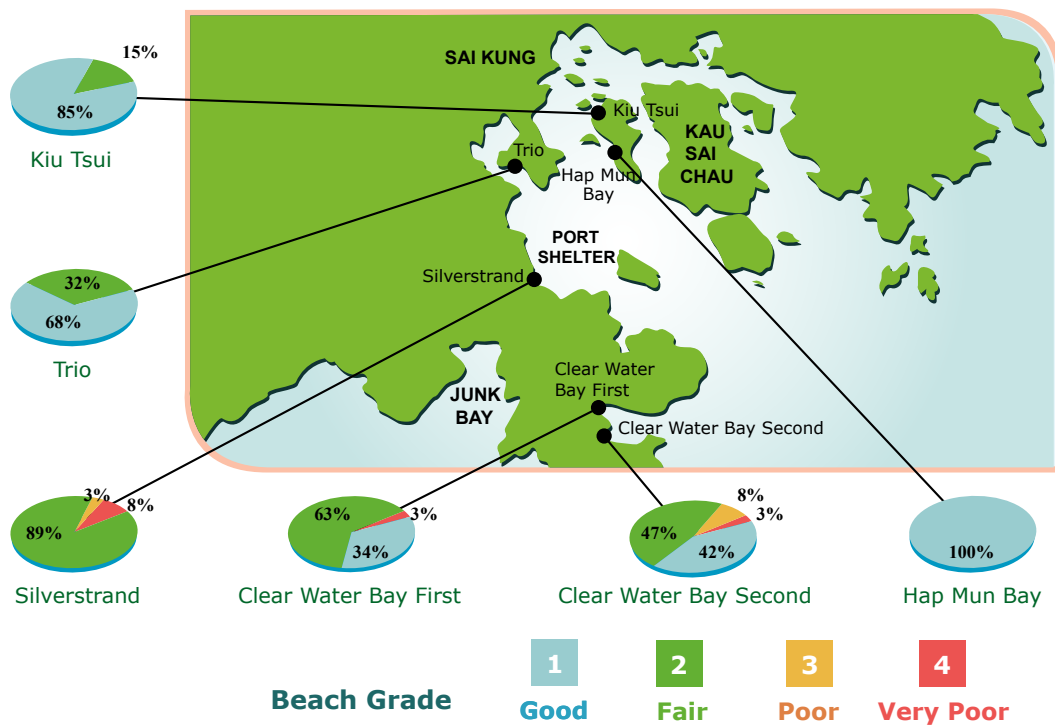 15%
85%
Kiu Tsui
SAI KUNG
Kiu Tsui
KAU
SAI
CHAU
Trio
Hap Mun
Bay
32%
68%
Trio
PORT
SHELTER
Silverstrand
Clear Water
Bay First
JUNK
BAY
Clear Water Bay Second
3%
8%
89%
Silverstrand
63%
3%
34%
Clear Water Bay First
8%
3%
47%
42%
Clear Water Bay Second
100%
Hap Mun Bay
Beach Grade
1
Good
2
Fair
3
Poor
4
Very Poor